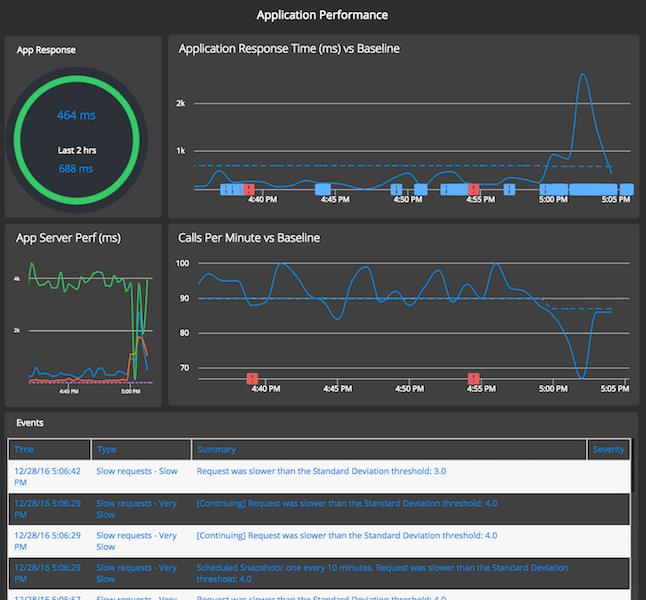 Application Performance
App Response
464 ms
Last 2 hrs
688 ms
Application Response Time (ms) vs Baseline
2k
1k
4:40 PM 4:45 PM 4:50 PM 4:55 PM 5:00 PM 5:05 PM
App Server Perf (ms)
4k
2k
4:45 PM 5:00 PM
Calls Per Minute vs Baseline
100
90
80
70
4:40 PM 4:45 PM 4:50 PM 4:55 PM 5:00 PM 5:05 PM
Events
Time Type Summary Severity
12/28/16 5:06:42 Slow requests - Slow Request was slower than the Standard Deviation threshold: 3.0
PM
12/28/16 5:06:29 Slow requests - Very [Continuing] Request was slower than the Standard Deviation threshold: 4.0
PM Slow
12/28/16 5:06:29 Slow requests - Very [Continuing] Request was slower than the Standard Deviation threshold: 4.0
PM Slow
12/28/16 5:06:29 Slow requests - Very Scheduled Snapshots: one every 10 minutes. Request was slower than the Standard Deviation
PM Slow threshold: 4.0
12/28/16 5:05:57 Slow requests - Very Request was slower than the Standard Deviation threshold: 4.0